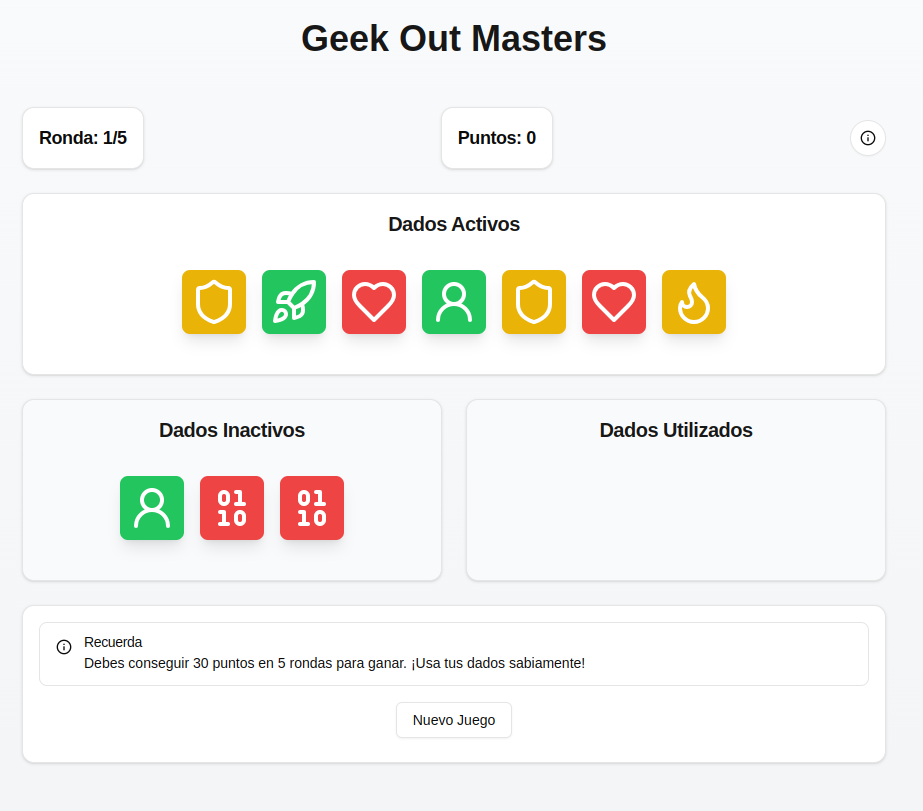 Geek Out Masters
Ronda: 1/5
Puntos: 0
Dados Activos
Dados Inactivos
Dados Utilizados
01
10
01
10
Recuerda
Debes conseguir 30 puntos en 5 rondas para ganar. ¡Usa tus dados sabiamente!
Nuevo Juego